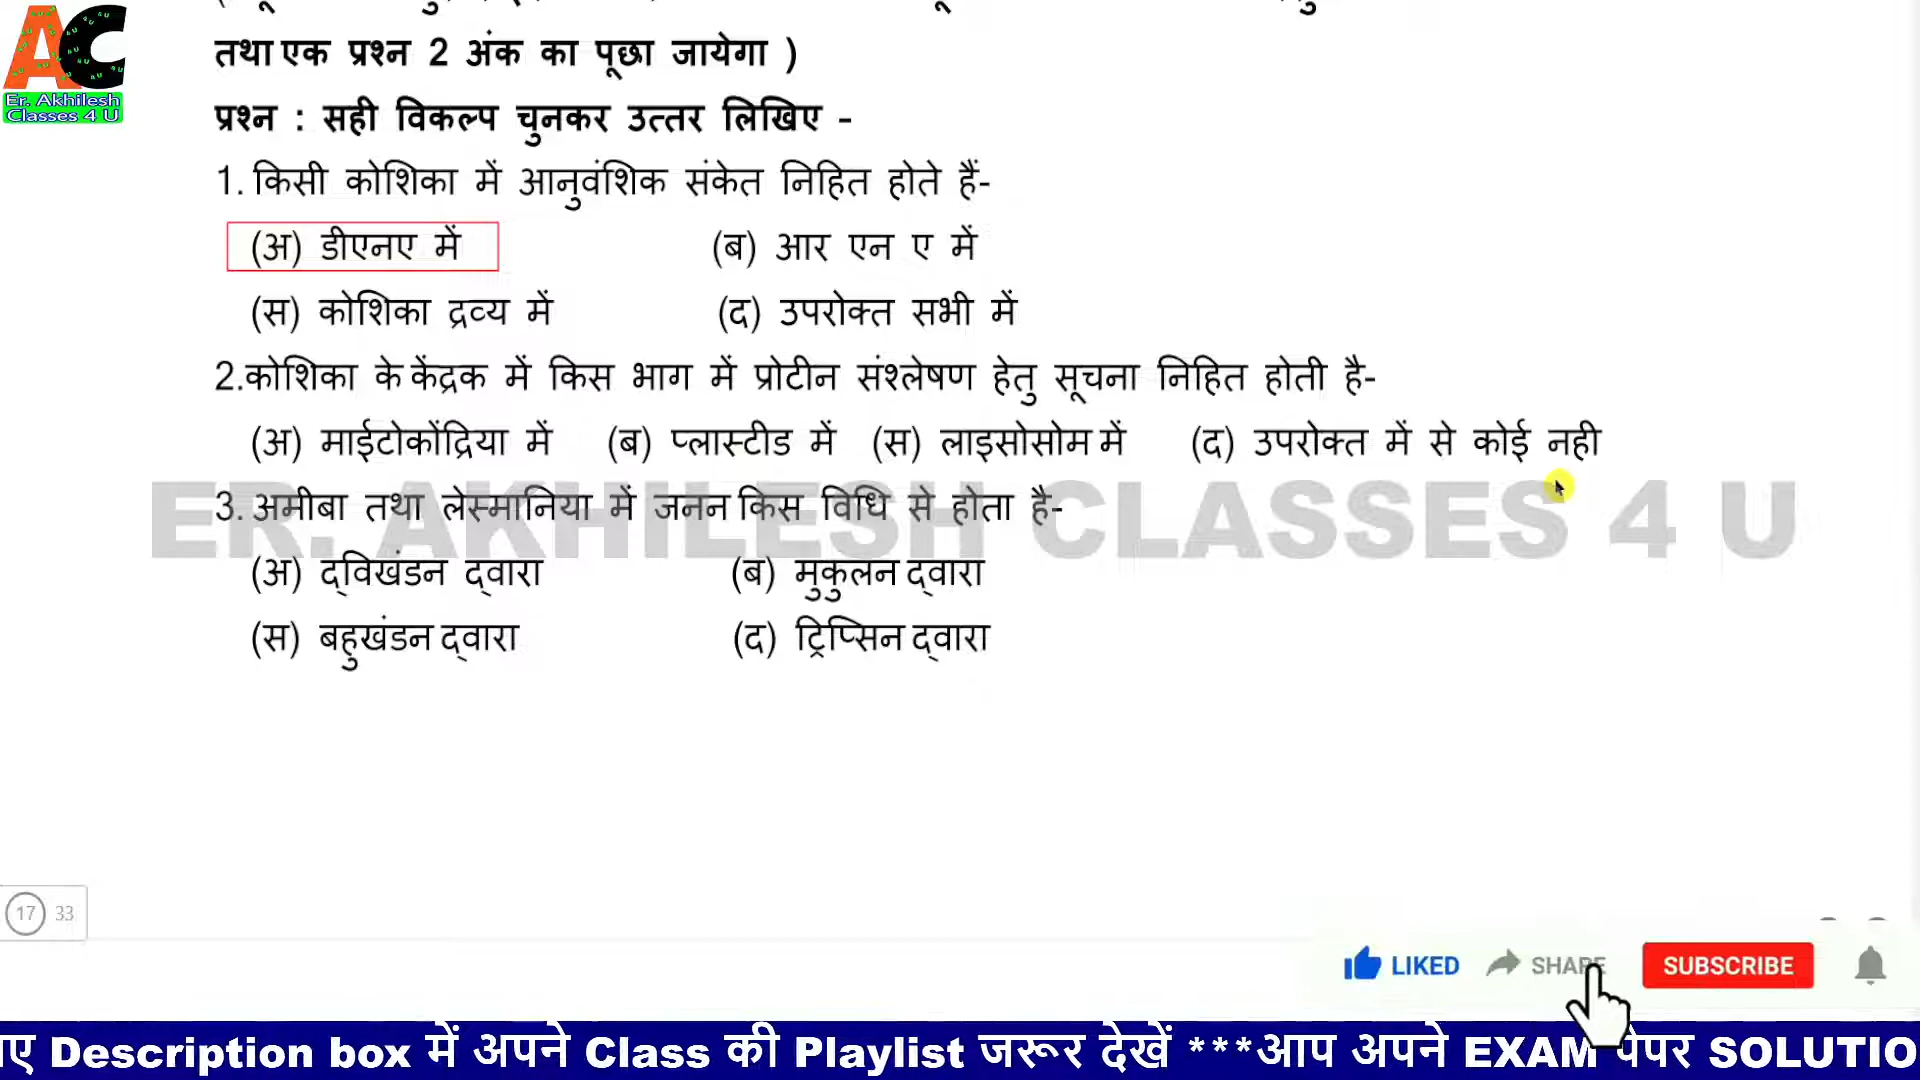 AC
Er. Akhilesh
Classes 4 U
तथा एक प्रश्न 2 अंक का पूछा जायेगा )
प्रश्न : सही विकल्प चुनकर उत्तर लिखिए -
1. किसी कोशिका में आनुवंशिक संकेत निहित होते हैं-
(अ) डीएनए में (ब) आर एन ए में
(स) कोशिका द्रव्य में (द) उपरोक्त सभी में
2.कोशिका के केंद्रक में किस भाग में प्रोटीन संश्लेषण हेतु सूचना निहित होती है-
(अ) माईटोकोंद्रिया में (ब) प्लास्टीड में (स) लाइसोसोम में (द) उपरोक्त में से कोई नही
ER. AKHILESH CLASSES 4 U
3. अमीबा तथा लेस्मानिया में जनन किस विधि से होता है-
(अ) द्विखंडन द्वारा (ब) मुकुलन द्वारा
(स) बहुखंडन द्वारा (द) ट्रिप्सिन द्वारा
17 33
LIKED SHARE SUBSCRIBE
ए Description box में अपने Class की Playlist जरूर देखें ***आप अपने EXAM पेपर SOLUTIO